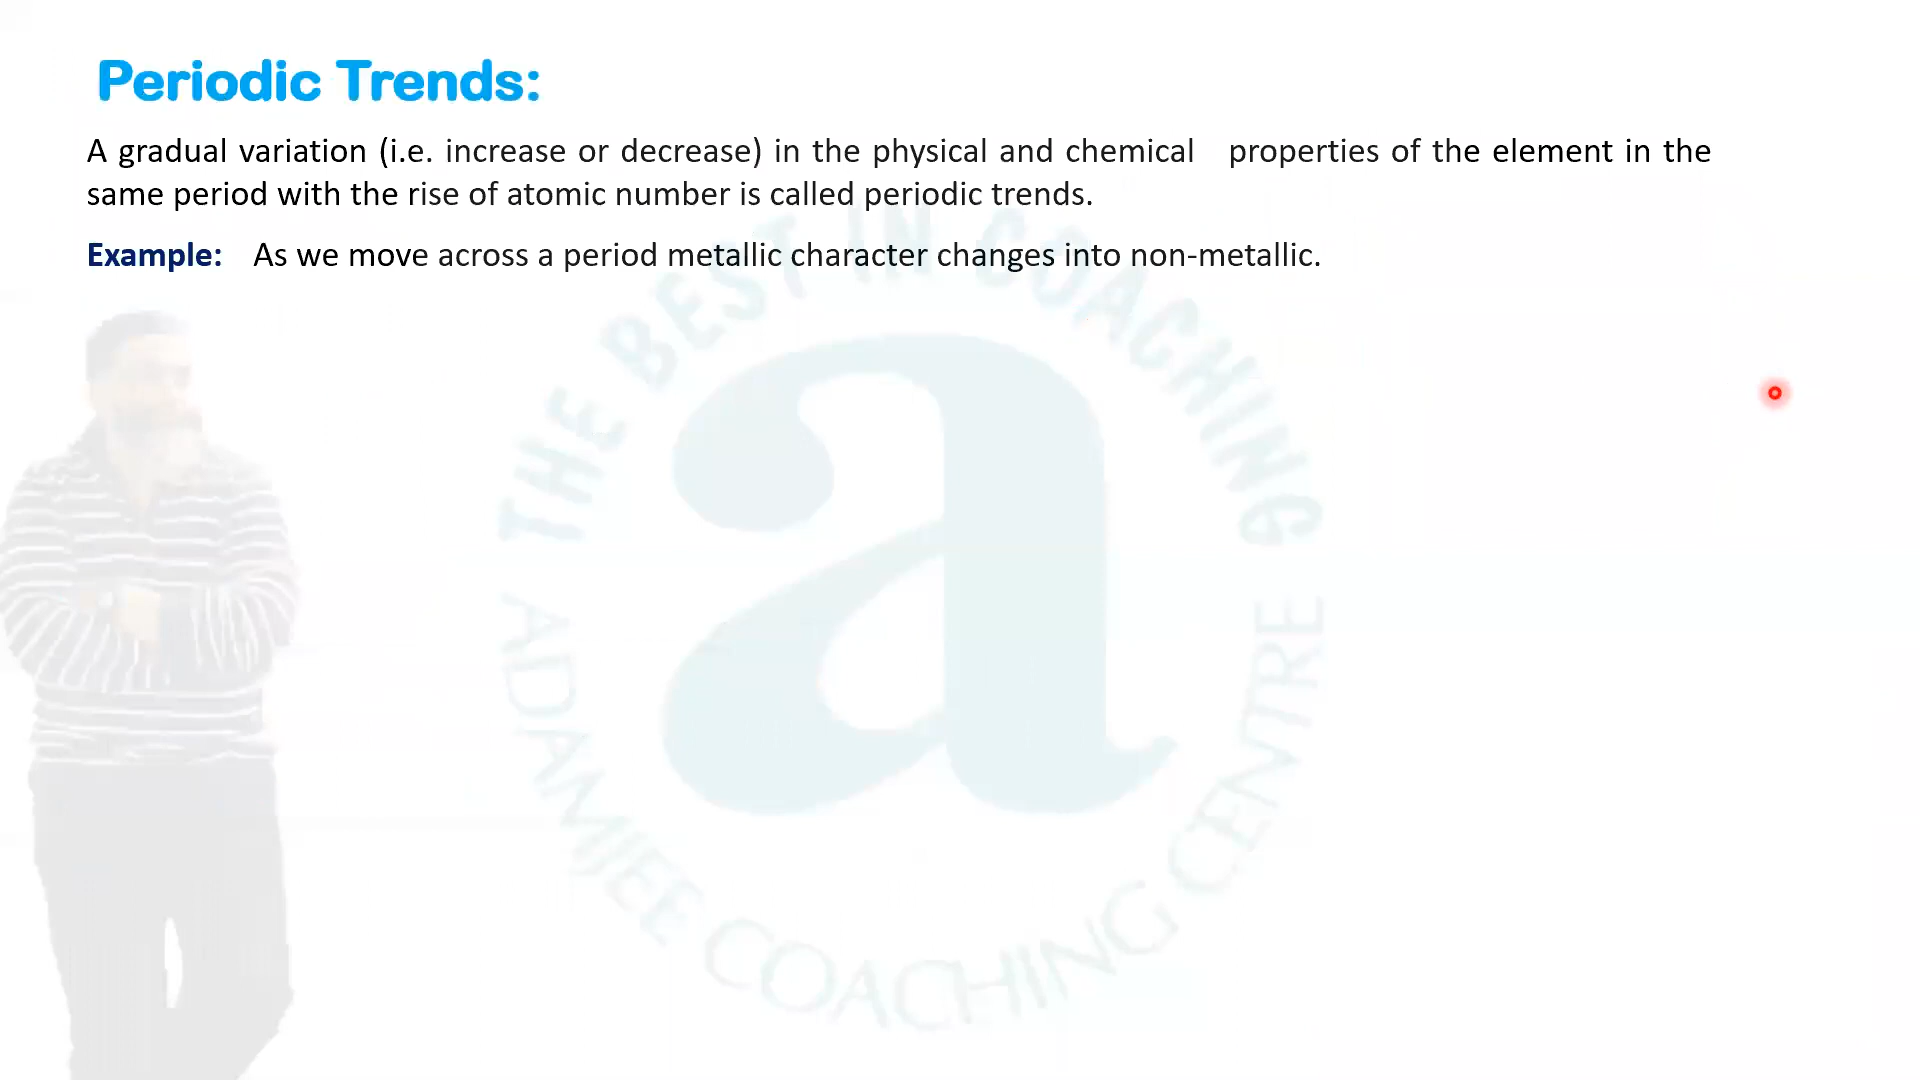 Periodic Trends:
A gradual variation (i.e. increase or decrease) in the physical and chemical properties of the element in the
same period with the rise of atomic number is called periodic trends.
Example: As we move across a period metallic character changes into non-metallic.
THE BEST IN COACHING
a
ADAMJEE COACHING CENTRE